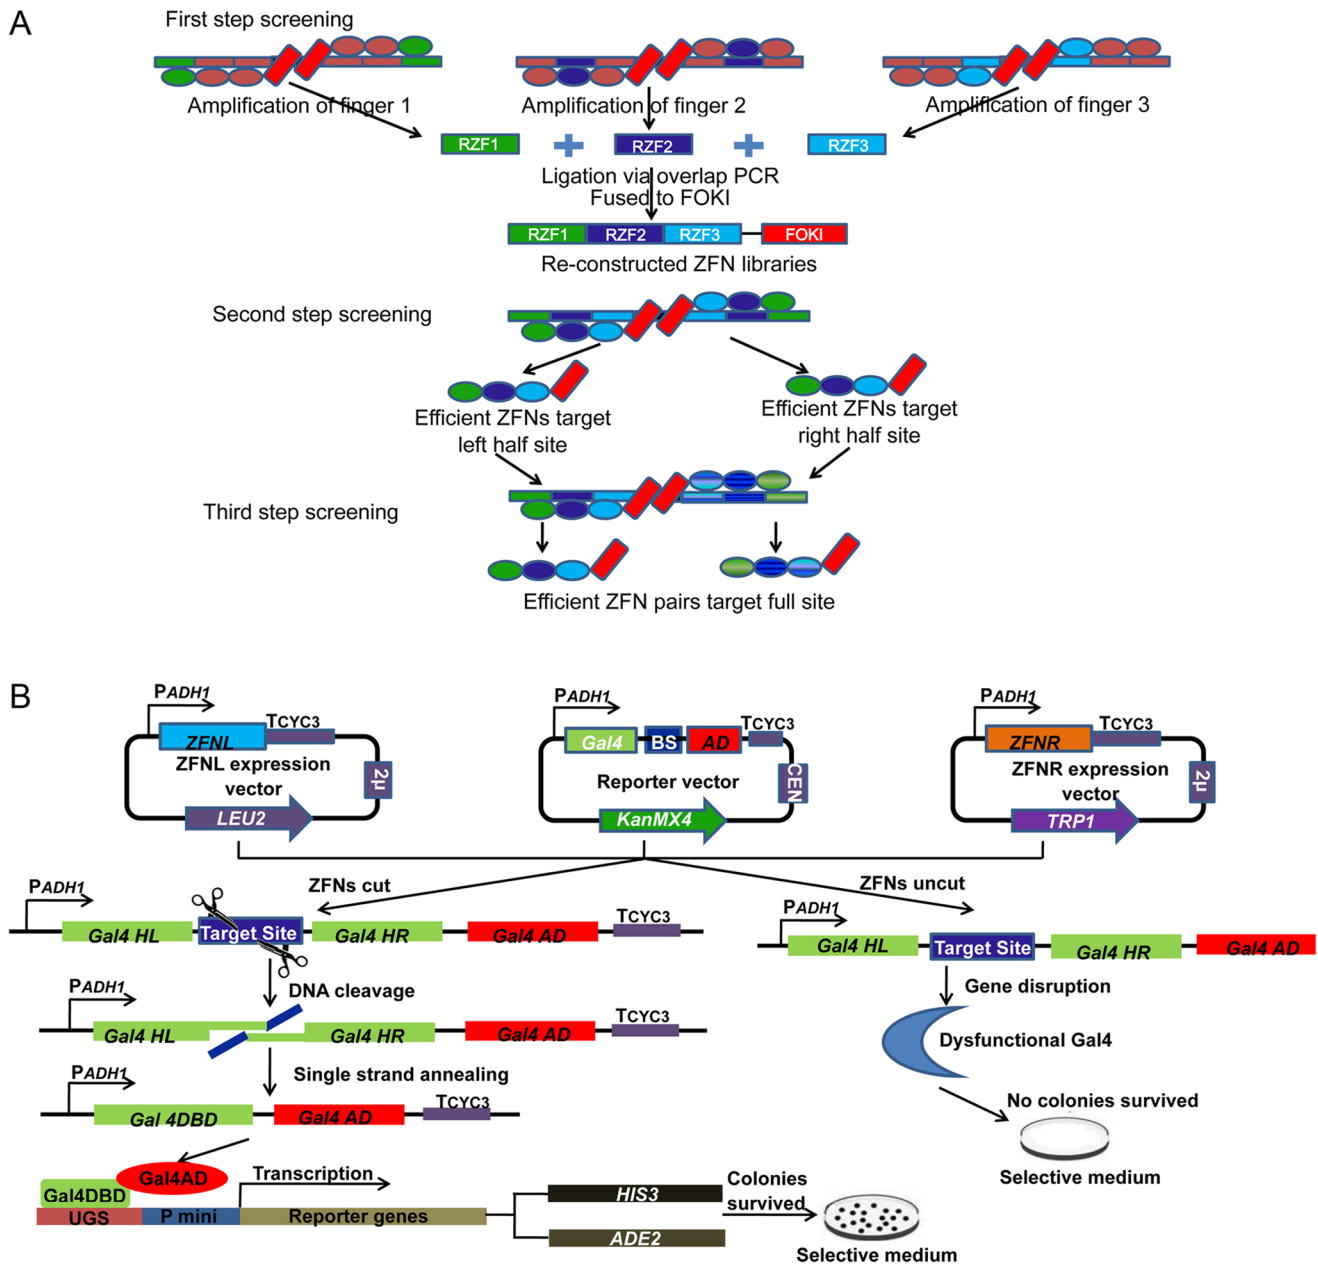 A
First step screening
Amplification of finger 1
Amplification of finger 2
Amplification of finger 3
RZF1
RZF2
RZF3
Ligation via overlap PCR
Fused to FOKI
RZF1
RZF2
RZF3
FOKI
Re-constructed ZFN libraries
Second step screening
Efficient ZFNs target
left half site
Efficient ZFNs target
right half site
Third step screening
Efficient ZFN pairs target full site
B
PADH1
TCYC3
ZFNL
ZFNL expression
vector
2µ
LEU2
PADH1
TCYC3
Gal4
BS
AD
Reporter vector
CEN
KanMX4
PADH1
TCYC3
ZFNR
ZFNR expression
vector
2µ
TRP1
ZFNs cut
ZFNs uncut
PADH1
Gal4 HL
Target Site
Gal4 HR
Gal4 AD
TCYC3
PADH1
Gal4 HL
Target Site
Gal4 HR
Gal4 AD
DNA cleavage
Gene disruption
PADH1
Gal4 HL
Gal4 HR
Gal4 AD
TCYC3
Dysfunctional Gal4
Single strand annealing
PADH1
Gal 4DBD
Gal4 AD
TCYC3
No colonies survived
Selective medium
Gal4AD
Gal4DBD
Transcription
UGS
P mini
Reporter genes
HIS3
ADE2
Colonies
survived
Selective medium